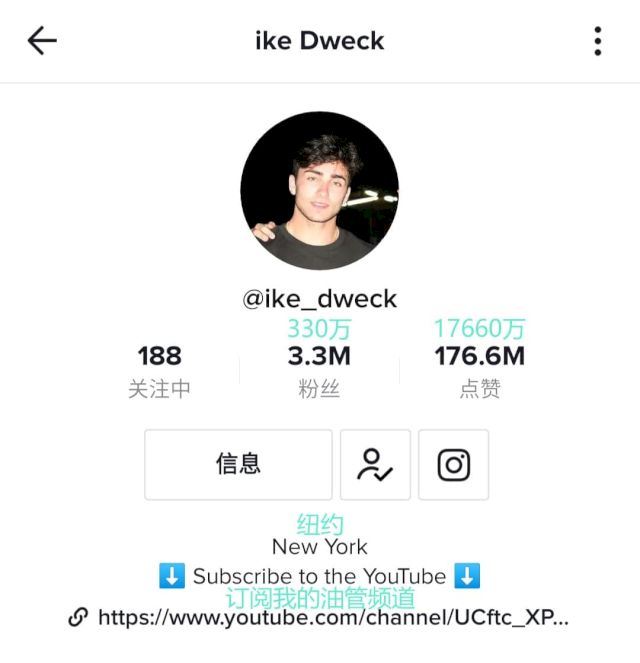 ike Dweck
@ike_dweck
330万 17660万
188 3.3M 176.6M
关注中 粉丝 点赞
信息
纽约
New York
⬇️ Subscribe to the YouTube ⬇️
订阅我的油管频道
https://www.youtube.com/channel/UCftc_XP...